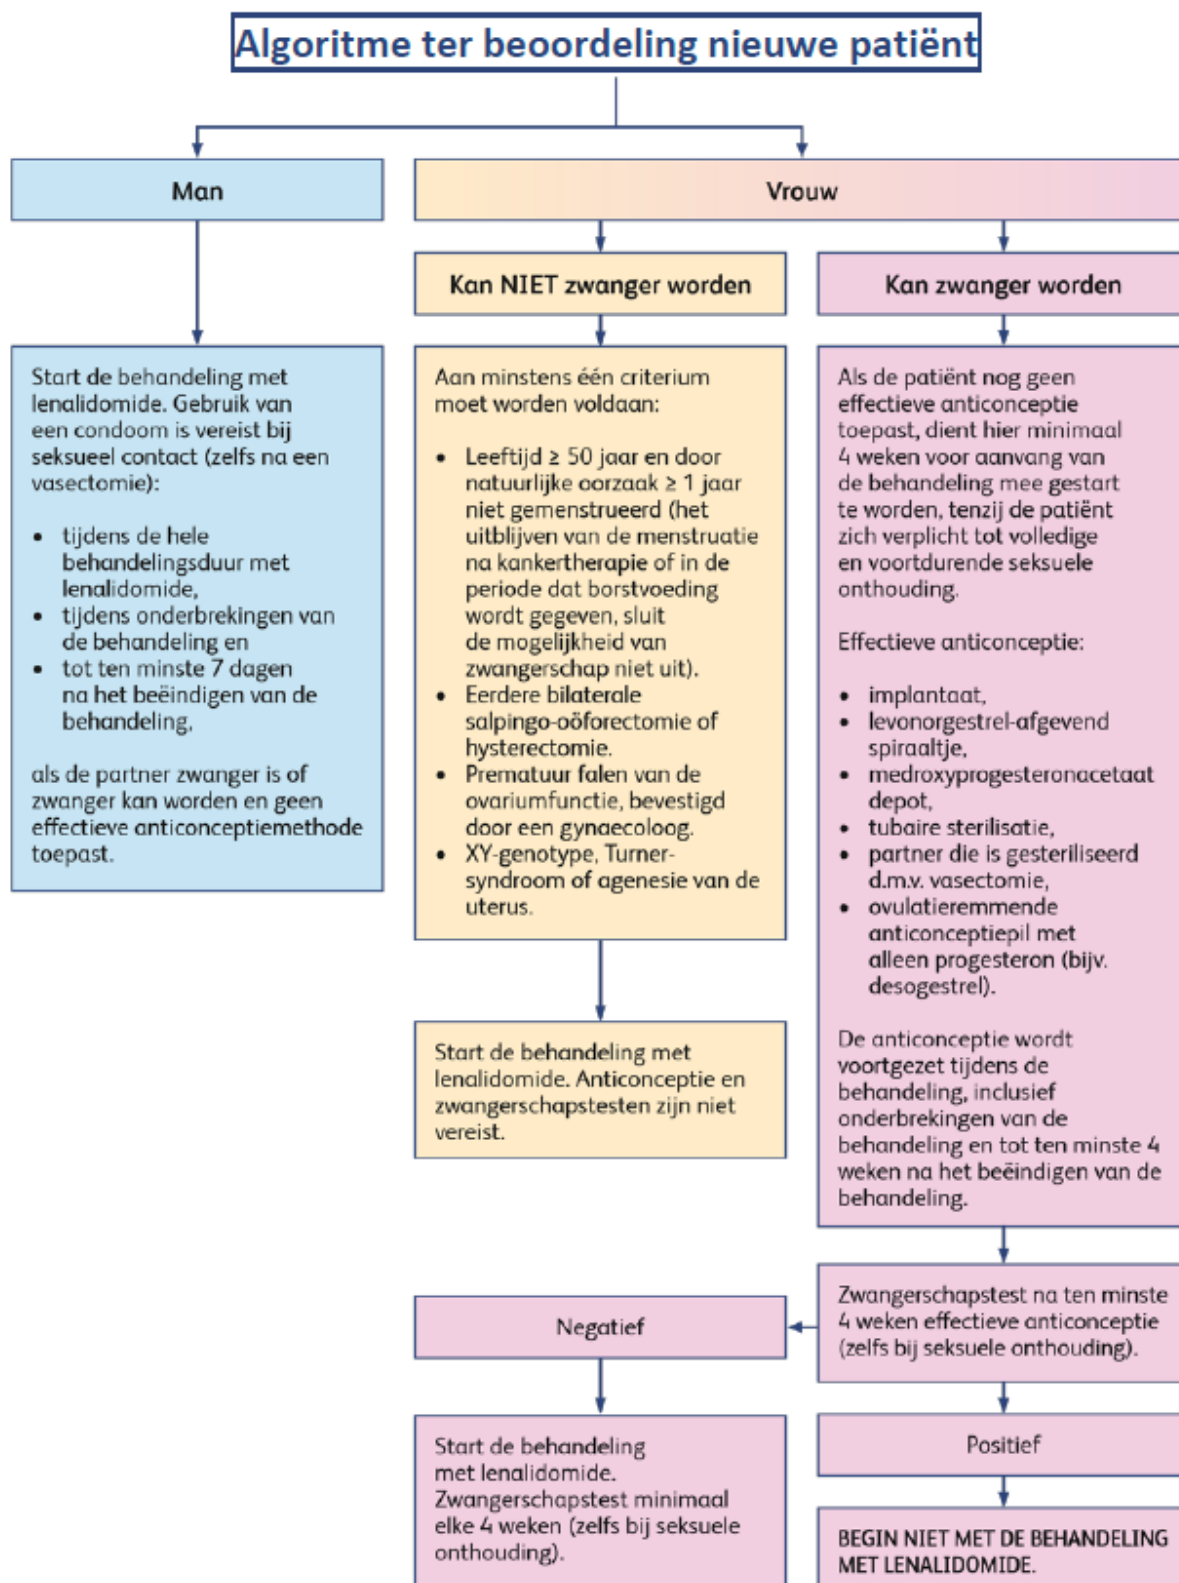 Algoritme ter beoordeling nieuwe patiënt
Man
Vrouw
Kan NIET zwanger worden
Kan zwanger worden
Start de behandeling met
lenalidomide. Gebruik van
een condoom is vereist bij
seksueel contact (zelfs na een
vasectomie):
• tijdens de hele
behandelingsduur met
lenalidomide,
• tijdens onderbrekingen van
de behandeling en
• tot ten minste 7 dagen
na het beëindigen van de
behandeling,
als de partner zwanger is of
zwanger kan worden en geen
effectieve anticonceptiemethode
toepast.
Aan minstens één criterium
moet worden voldaan:
• Leeftijd ≥ 50 jaar en door
natuurlijke oorzaak ≥ 1 jaar
niet gemenstrueerd (het
uitblijven van de menstruatie
na kankertherapie of in de
periode dat borstvoeding
wordt gegeven, sluit
de mogelijkheid van
zwangerschap niet uit).
• Eerdere bilaterale
salpingo-oöforectomie of
hysterectomie.
• Prematuur falen van de
ovariumfunctie, bevestigd
door een gynaecoloog.
• XY-genotype, Turner-
syndroom of agenesie van de
uterus.
Start de behandeling met
lenalidomide. Anticonceptie en
zwangerschapstesten zijn niet
vereist.
Als de patiënt nog geen
effectieve anticonceptie
toepast, dient hier minimaal
4 weken voor aanvang van
de behandeling mee gestart
te worden, tenzij de patiënt
zich verplicht tot volledige
en voortdurende seksuele
onthouding.
Effectieve anticonceptie:
• implantaat,
• levonorgestrel-afgevend
spiraaltje,
• medroxyprogesteronacetaat
depot,
• tubaire sterilisatie,
• partner die is gesteriliseerd
d.m.v. vasectomie,
• ovulatieremmende
anticonceptiepil met
alleen progesteron (bijv.
desogestrel).
De anticonceptie wordt
voortgezet tijdens de
behandeling, inclusief
onderbrekingen van de
behandeling en tot ten minste 4
weken na het beëindigen van de
behandeling.
Zwangerschapstest na ten minste
4 weken effectieve anticonceptie
(zelfs bij seksuele onthouding).
Negatief
Start de behandeling
met lenalidomide.
Zwangerschapstest minimaal
elke 4 weken (zelfs bij seksuele
onthouding).
Positief
BEGIN NIET MET DE BEHANDELING
MET LENALIDOMIDE.